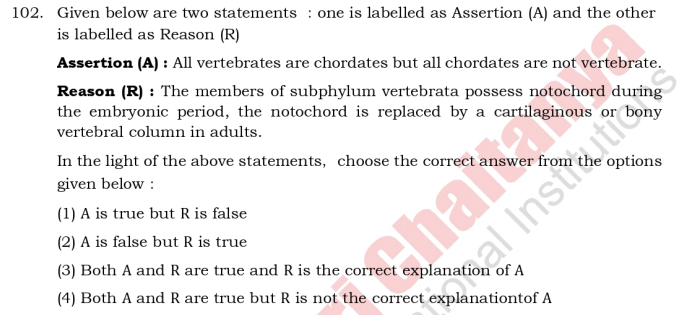 102. Given below are two statements : one is labelled as Assertion (A) and the other
is labelled as Reason (R)
Assertion (A) : All vertebrates are chordates but all chordates are not vertebrate.
Reason (R) : The members of subphylum vertebrata possess notochord during
the embryonic period, the notochord is replaced by a cartilaginous or bony
vertebral column in adults.
In the light of the above statements, choose the correct answer from the options
given below :
(1) A is true but R is false
(2) A is false but R is true
(3) Both A and R are true and R is the correct explanation of A
(4) Both A and R are true but R is not the correct explanationtof A
Chaitanya
Institutions